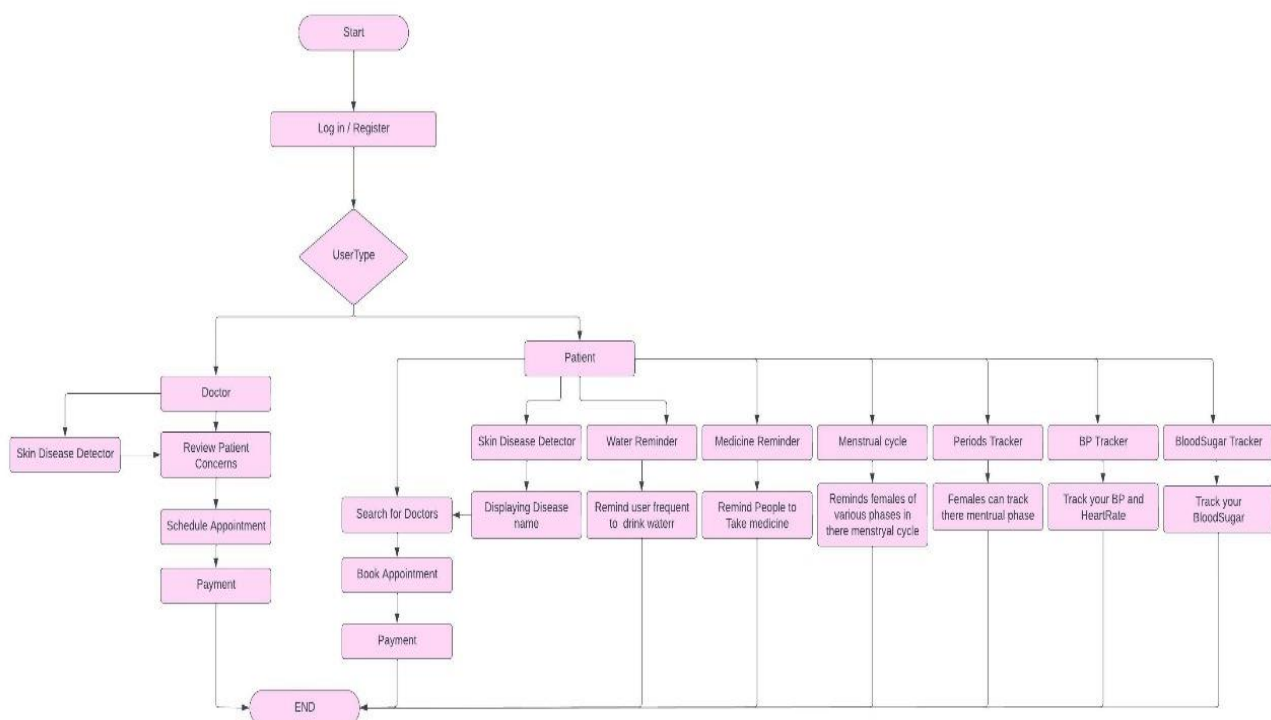 Start
Log in / Register
UserType
Patient
Doctor
Skin Disease Detector
Review Patient
Concerns
Schedule Appointment
Payment
Search for Doctors
Book Appointment
Payment
Skin Disease Detector
Displaying Disease
name
Water Reminder
Remind user frequent
to drink waterr
Medicine Reminder
Remind People to
Take medicine
Menstrual cycle
Reminds females of
various phases in
there menstryal cycle
Periods Tracker
Females can track
there mentrual phase
BP Tracker
Track your BP and
HeartRate
BloodSugar Tracker
Track your
BloodSugar
END